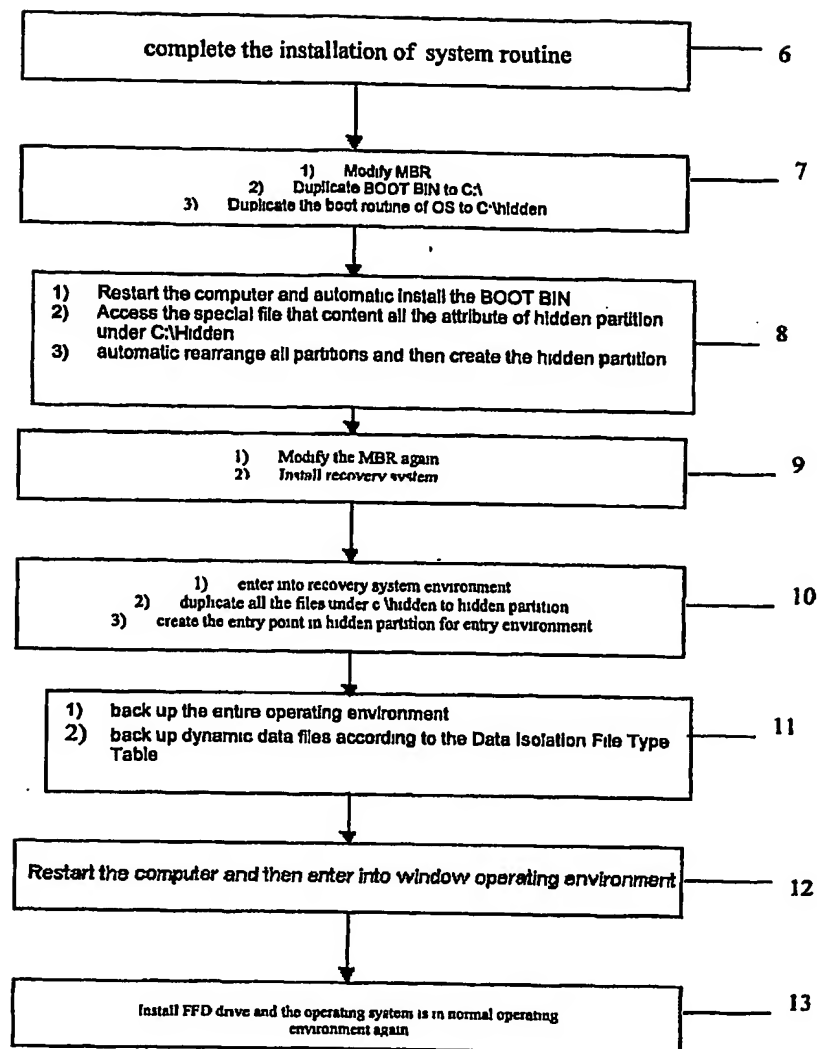 complete the installation of system routine
6
1) Modify MBR
2) Duplicate BOOT BIN to C:\
3) Duplicate the boot routine of OS to C:\hidden
7
1) Restart the computer and automatic install the BOOT BIN
2) Access the special file that content all the attribute of hidden partition
under C:\Hidden
3) automatic rearrange all partitions and then create the hidden partition
8
1) Modify the MBR again
2) Install recovery system
9
1) enter into recovery system environment
2) duplicate all the files under c \hidden to hidden partition
3) create the entry point in hidden partition for entry environment
10
1) back up the entire operating environment
2) back up dynamic data files according to the Data Isolation File Type
Table
11
Restart the computer and then enter into window operating environment
12
Install FFD drive and the operating system is in normal operating
environment again
13